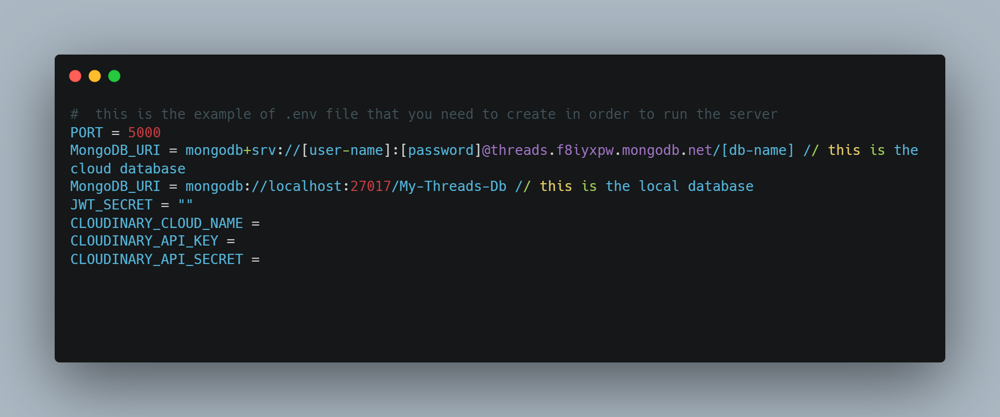 #  this is the example of .env file that you need to create in order to run the server
PORT = 5000
MongoDB_URI = mongodb+srv://[user-name]:[password]@threads.f8iyxpw.mongodb.net/[db-name] // this is the
cloud database
MongoDB_URI = mongodb://localhost:27017/My-Threads-Db // this is the local database
JWT_SECRET = ""
CLOUDINARY_CLOUD_NAME =
CLOUDINARY_API_KEY =
CLOUDINARY_API_SECRET =